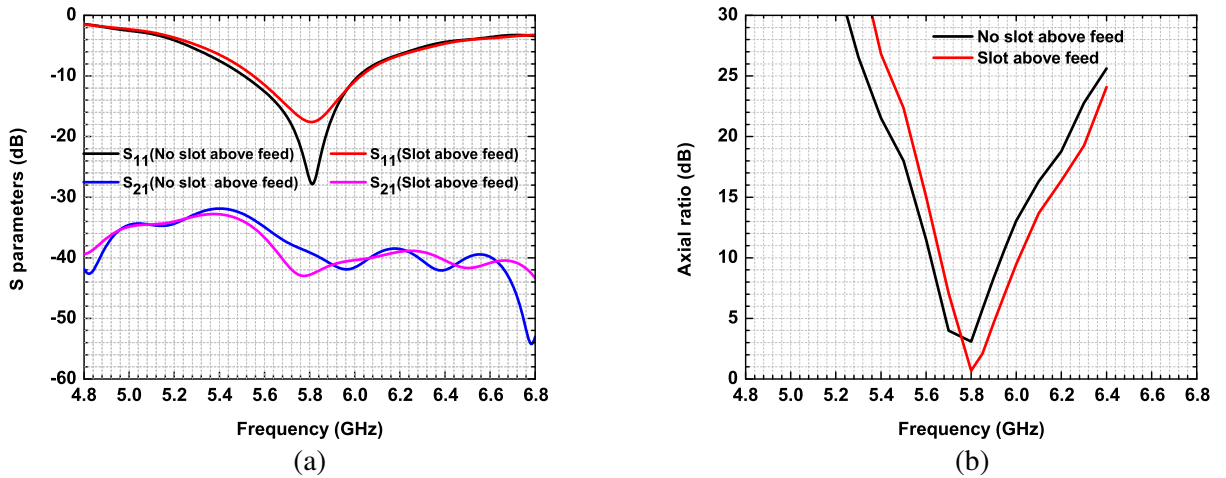 S parameters (dB)
0
-10
-20
-30
-40
-50
-60
S11(No slot above feed)
S11(Slot above feed)
S21(No slot above feed)
S21(Slot above feed)
4.8 5.0 5.2 5.4 5.6 5.8 6.0 6.2 6.4 6.6 6.8
Frequency (GHz)
(a)
Axial ratio (dB)
30
25
20
15
10
5
0
No slot above feed
Slot above feed
4.8 5.0 5.2 5.4 5.6 5.8 6.0 6.2 6.4 6.6 6.8
Frequency (GHz)
(b)